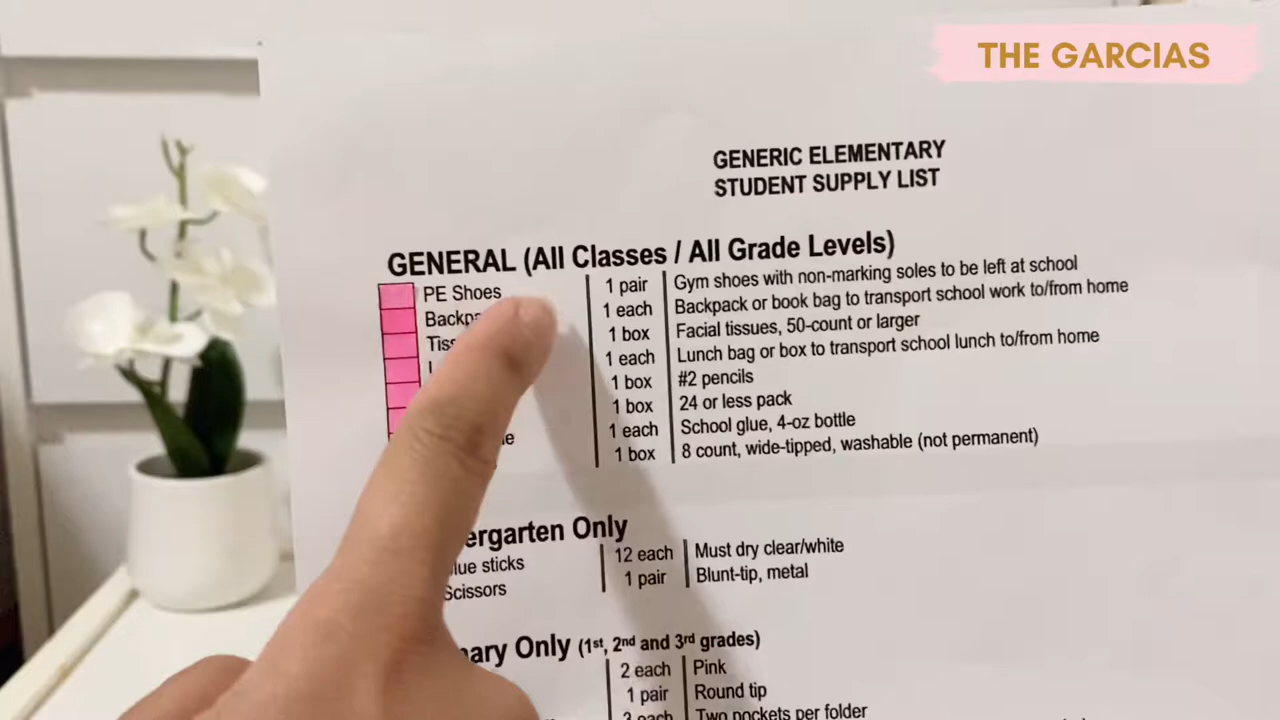 THE GARCIAS
GENERIC ELEMENTARY
STUDENT SUPPLY LIST
GENERAL (All Classes / All Grade Levels)
PE Shoes 1 pair Gym shoes with non-marking soles to be left at school
1 each Backpack or book bag to transport school work to/from home
1 box Facial tissues, 50-count or larger
1 each Lunch bag or box to transport school lunch to/from home
1 box #2 pencils
1 box 24 or less pack
1 each School glue, 4-oz bottle
1 box 8 count, wide-tipped, washable (not permanent)
Only
sticks 12 each Must dry clear/white
Scissors 1 pair Blunt-tip, metal
Only (1st, 2nd and 3rd grades)
2 each Pink
1 pair Round tip
each Two pockets per folder